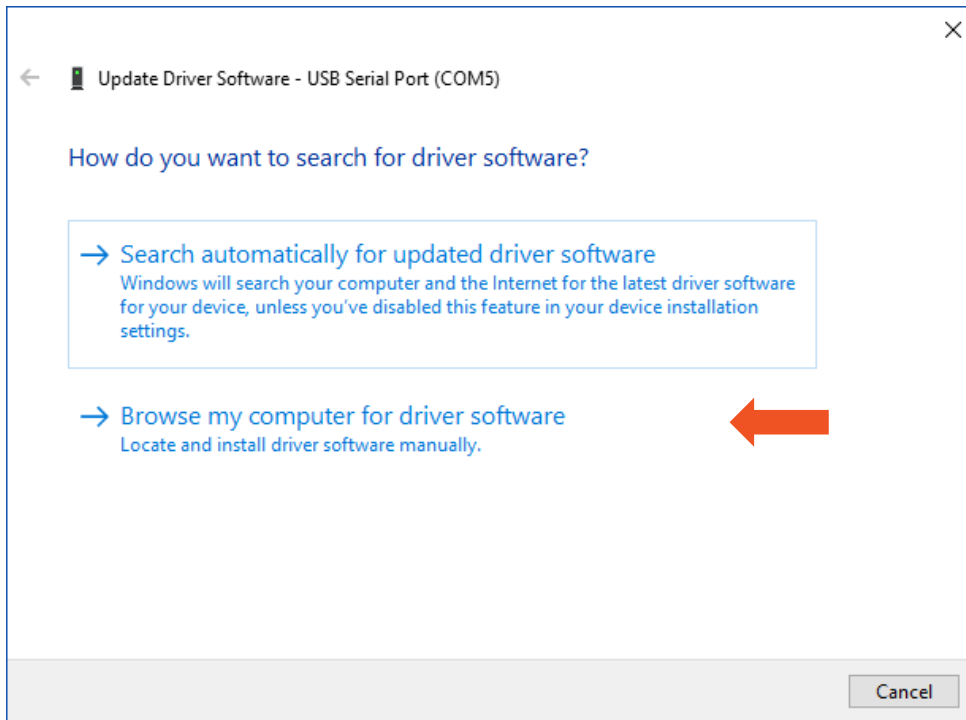 Update Driver Software - USB Serial Port (COM5)
How do you want to search for driver software?
Search automatically for updated driver software
Windows will search your computer and the Internet for the latest driver software
for your device, unless you've disabled this feature in your device installation
settings.
Browse my computer for driver software
Locate and install driver software manually.
Cancel